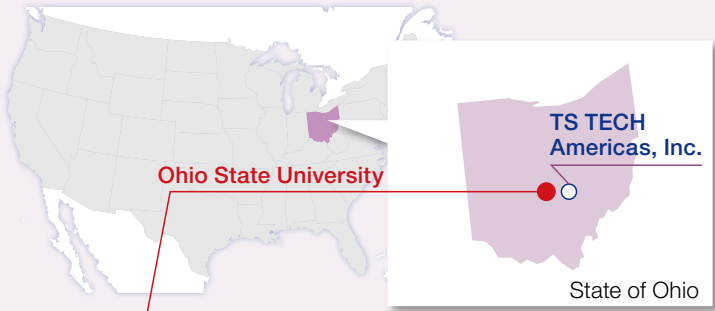 TS TECH
Americas, Inc.
Ohio State University
State of Ohio